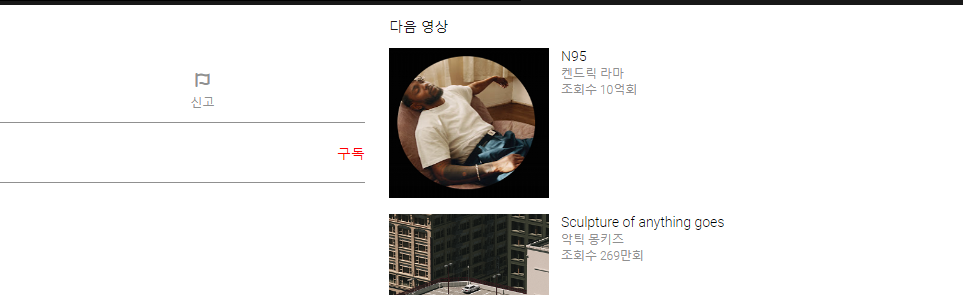 다음 영상
신고
구독
N95
켄드릭 라마
조회수 10억회
Sculpture of anything goes
악틱 몽키즈
조회수 269만회